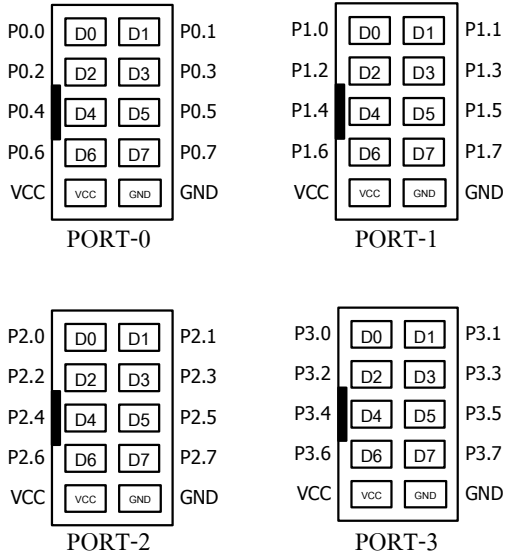 P0.0 D0 D1 P0.1
P0.2 D2 D3 P0.3
P0.4 D4 D5 P0.5
P0.6 D6 D7 P0.7
VCC VCC GND GND
PORT-0
P1.0 D0 D1 P1.1
P1.2 D2 D3 P1.3
P1.4 D4 D5 P1.5
P1.6 D6 D7 P1.7
VCC VCC GND GND
PORT-1
P2.0 D0 D1 P2.1
P2.2 D2 D3 P2.3
P2.4 D4 D5 P2.5
P2.6 D6 D7 P2.7
VCC VCC GND GND
PORT-2
P3.0 D0 D1 P3.1
P3.2 D2 D3 P3.3
P3.4 D4 D5 P3.5
P3.6 D6 D7 P3.7
VCC VCC GND GND
PORT-3